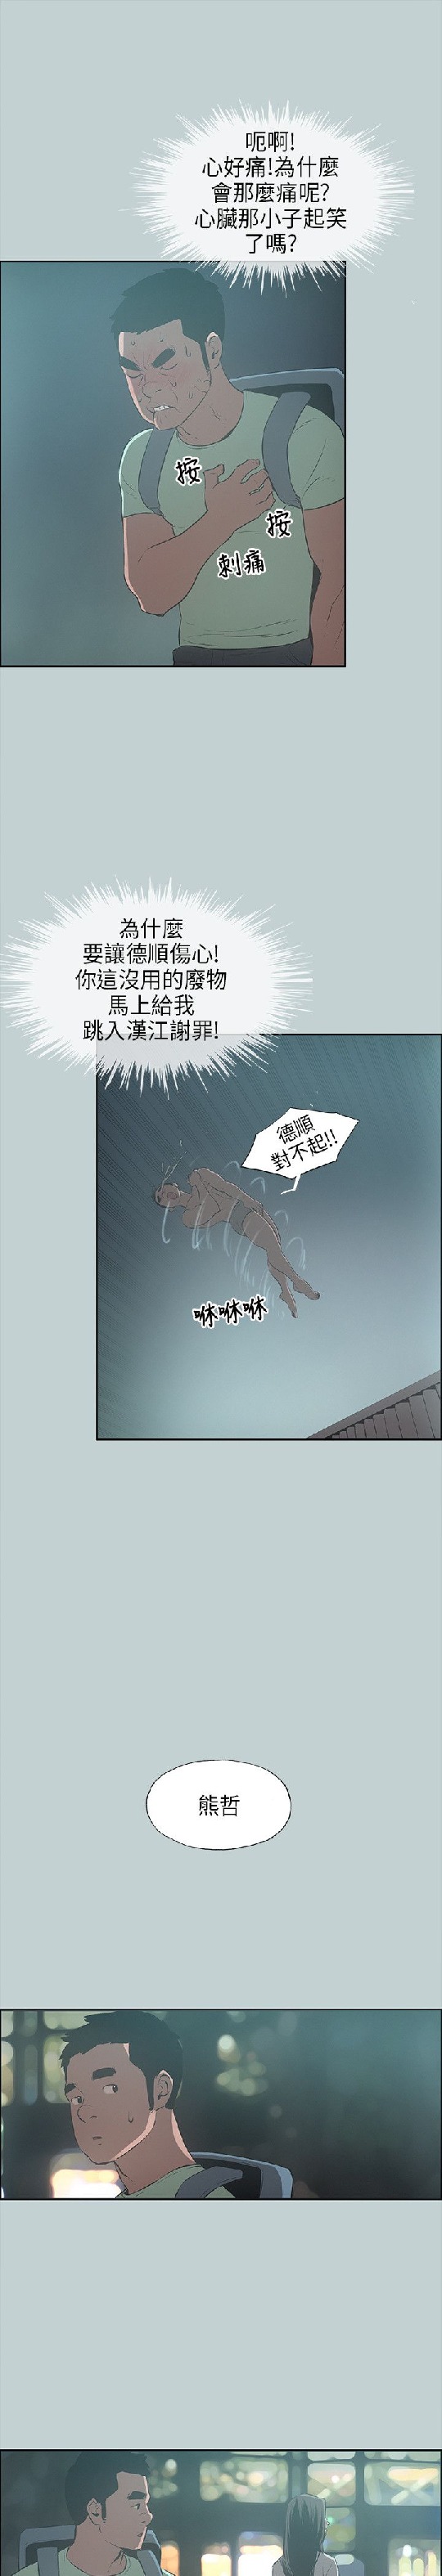 呃啊!
心好痛!為什麼
會那麼痛呢?
心臟那小子起笑
了嗎?
按
按
刺痛
為什麼
要讓德順傷心!
你這沒用的廢物
馬上給我
跳入漢江謝罪!
德順
對不起!!
咻咻咻
熊哲